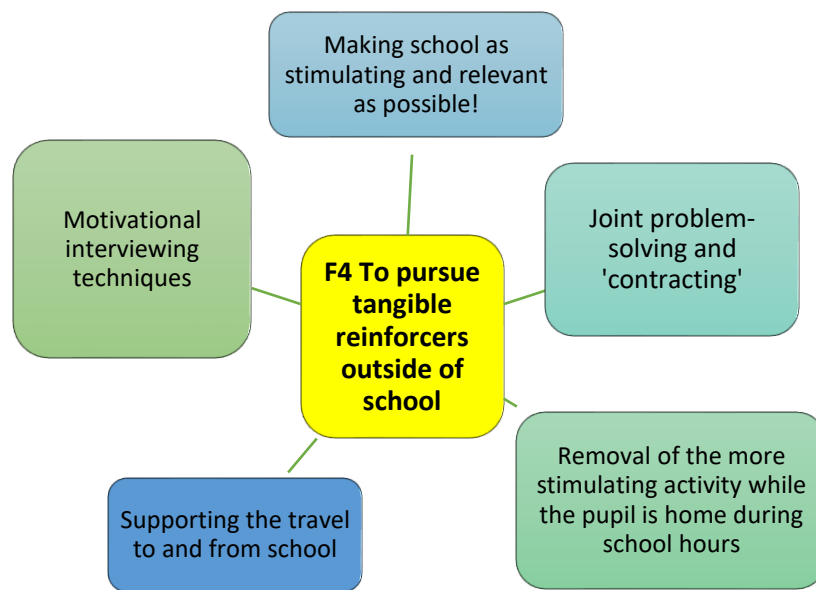 Making school as
stimulating and relevant
as possible!
Motivational
interviewing
techniques
Joint problem-
solving and
'contracting'
F4 To pursue
tangible
reinforcers
outside of
school
Supporting the travel
to and from school
Removal of the more
stimulating activity while
the pupil is home during
school hours